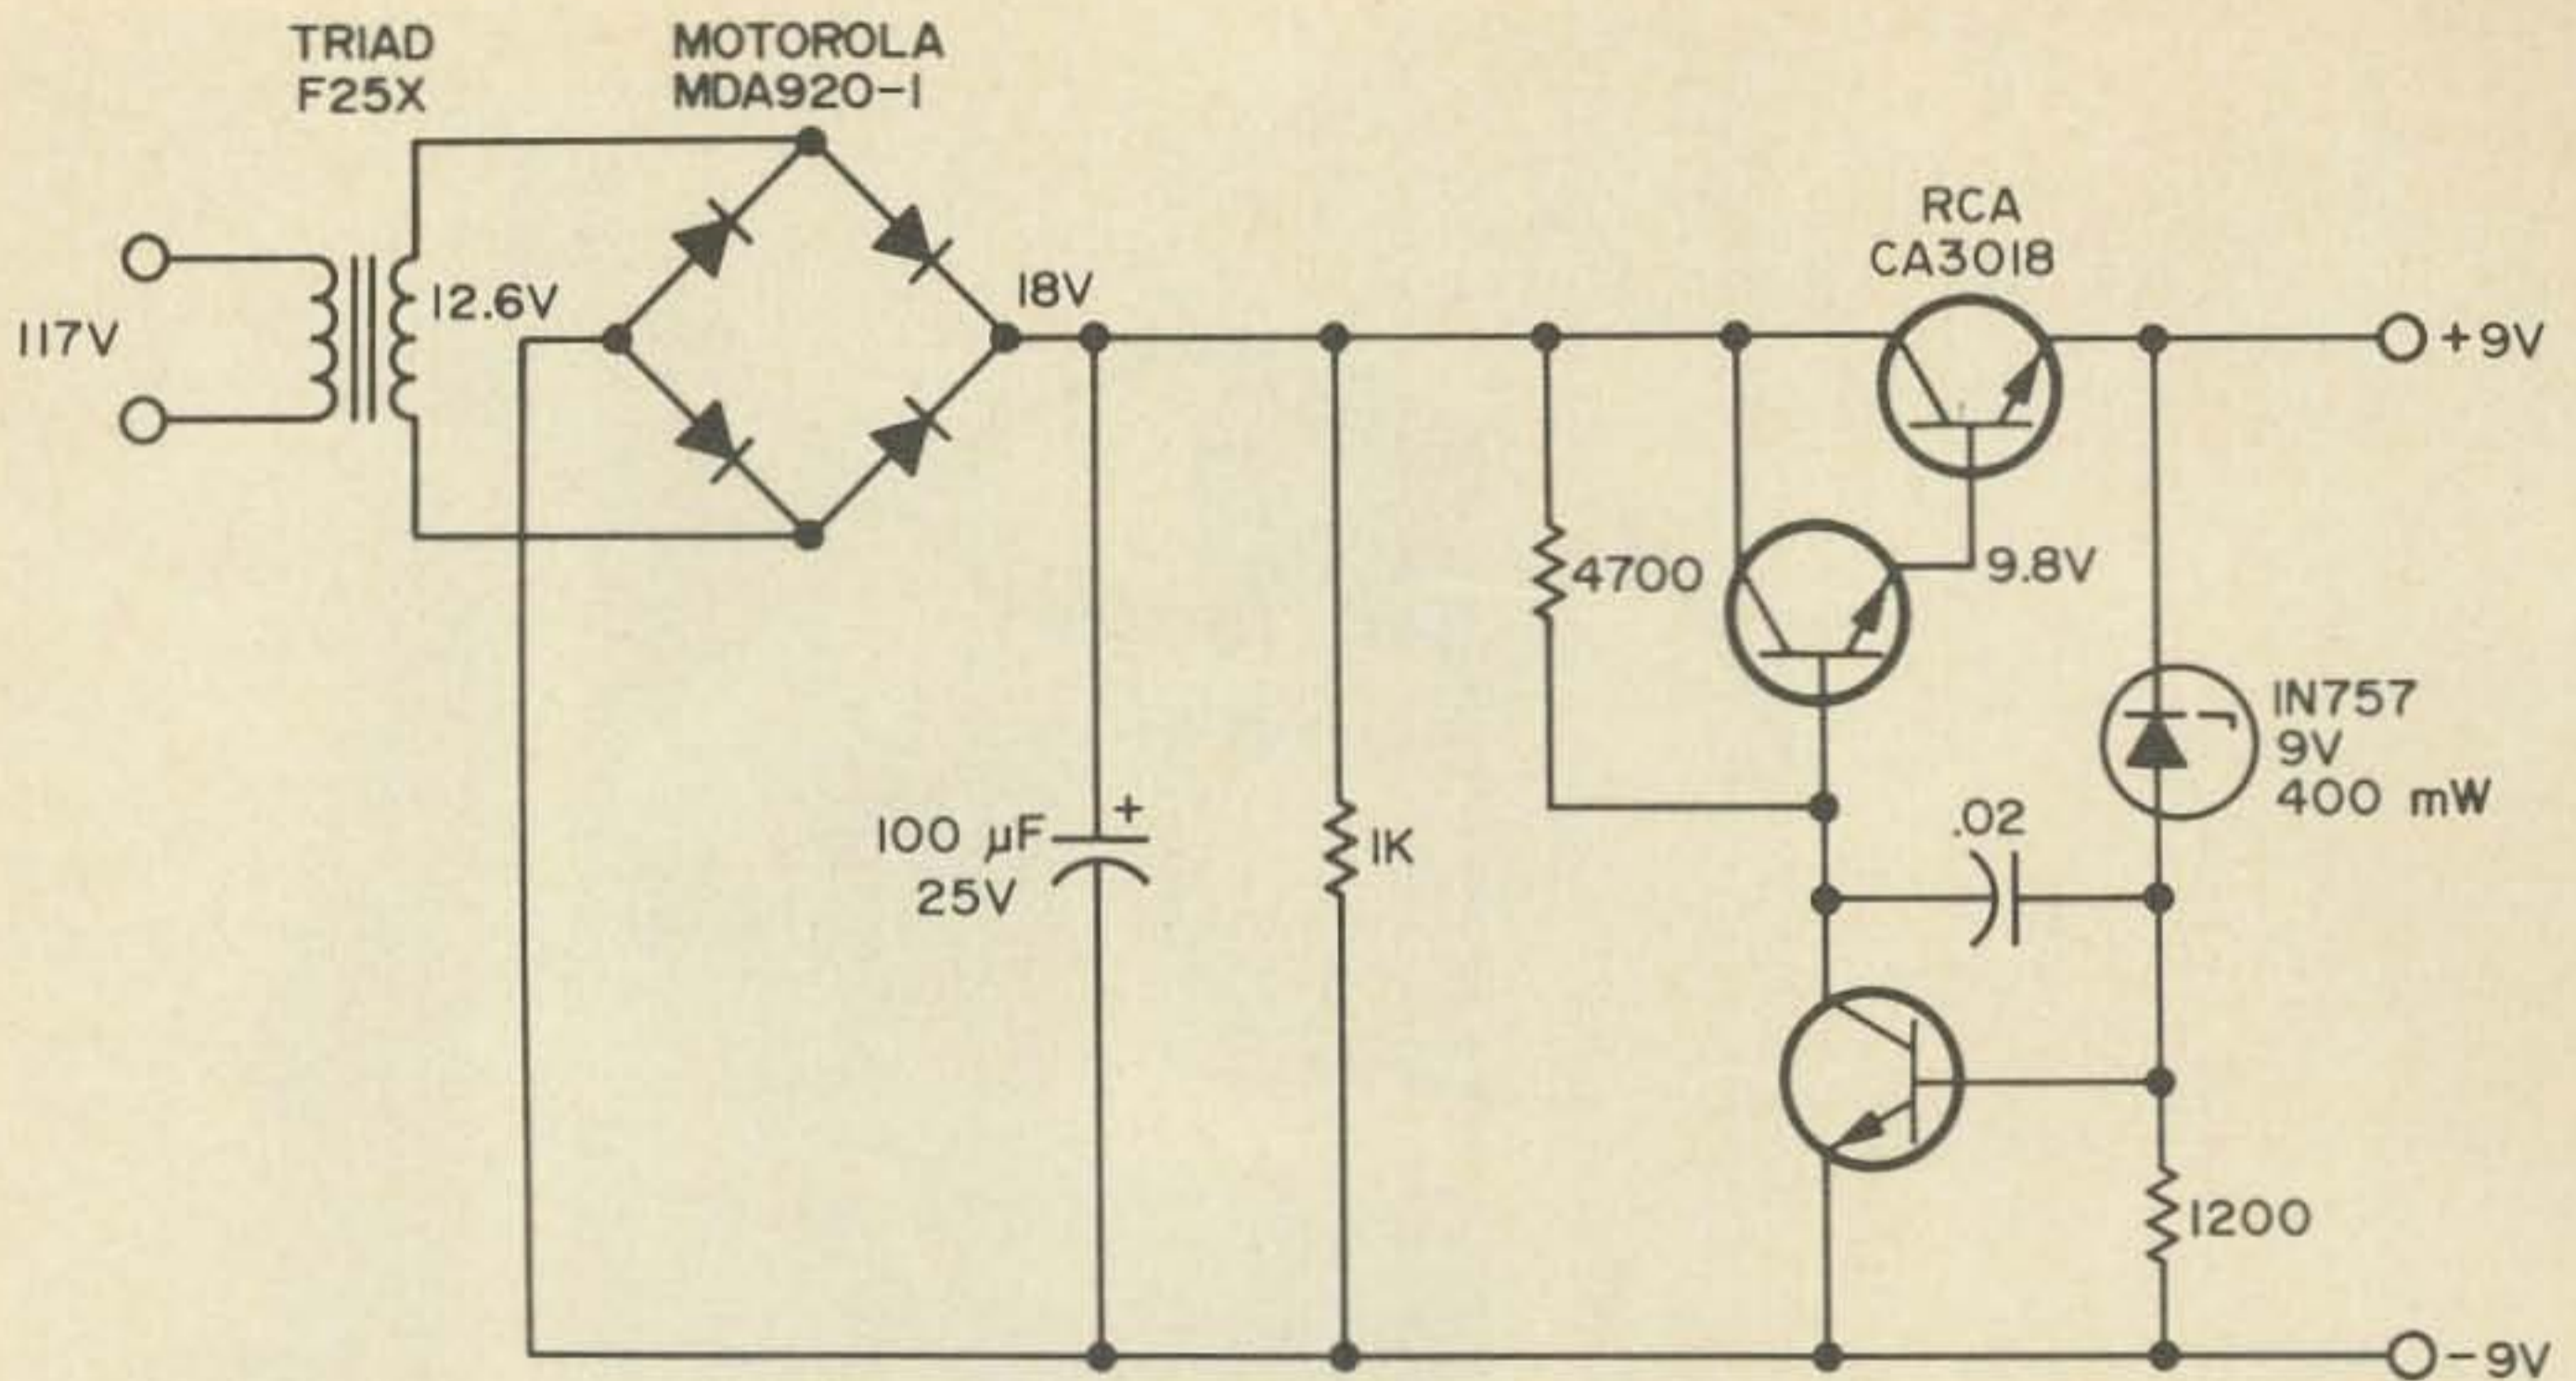 TRIAD
F25X
MOTOROLA
MDA920-1
RCA
CA3018
117V
12.6V
18V
+9V
4700
9.8V
1N757
9V
400 mW
.02
+
100 µF
25V
1K
1200
-9V